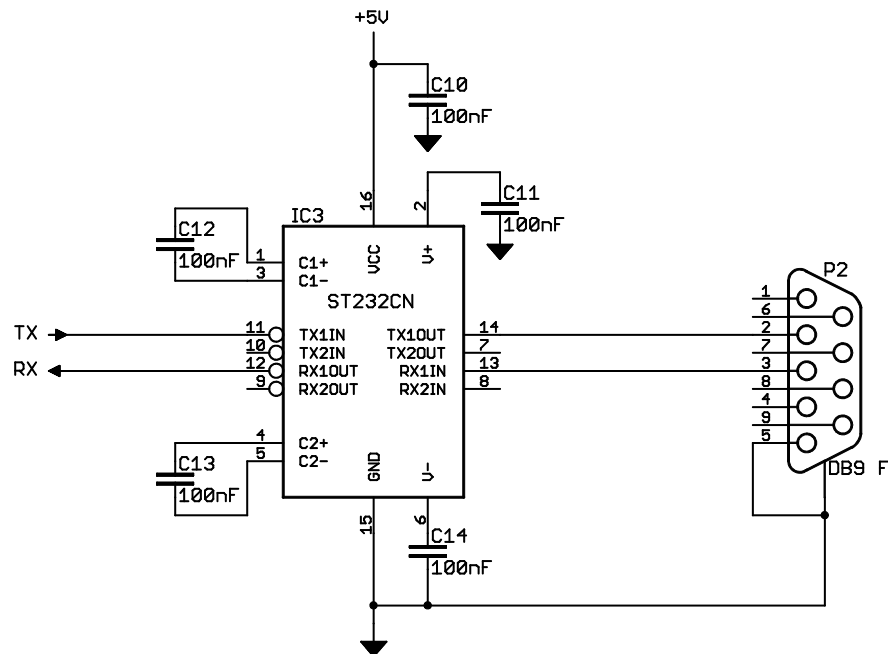 +5V
C10
100nF
16
2
C11
100nF
IC3
C12
100nF
1
3
C1+
C1-
VCC
V+
ST232CN
P2
TX
11
TX1IN
TX1OUT
14
10
TX2IN
TX2OUT
7
RX
12
RX1OUT
RX1IN
13
9
RX2OUT
RX2IN
8
1
6
2
7
3
8
4
9
5
DB9 F
4
5
C2+
C2-
GND
V-
C13
100nF
15
6
C14
100nF